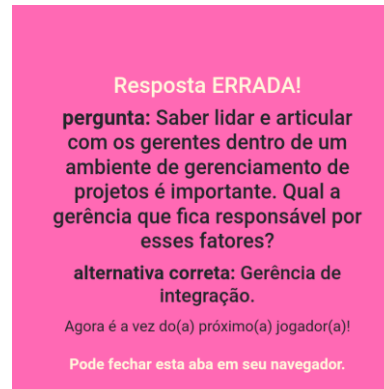 Resposta ERRADA!
pergunta: Saber lidar e articular
com os gerentes dentro de um
ambiente de gerenciamento de
projetos é importante. Qual a
gerência que fica responsável por
esses fatores?
alternativa correta: Gerência de
integração.
Agora é a vez do(a) próximo(a) jogador(a)!
Pode fechar esta aba em seu navegador.